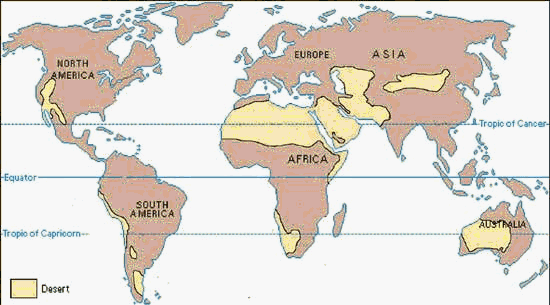 NORTH
AMERICA
EUROPE
ASIA
Tropic of Cancer
AFRICA
Equator
SOUTH
AMERICA
AUSTRALIA
Tropic of Capricorn
Desert